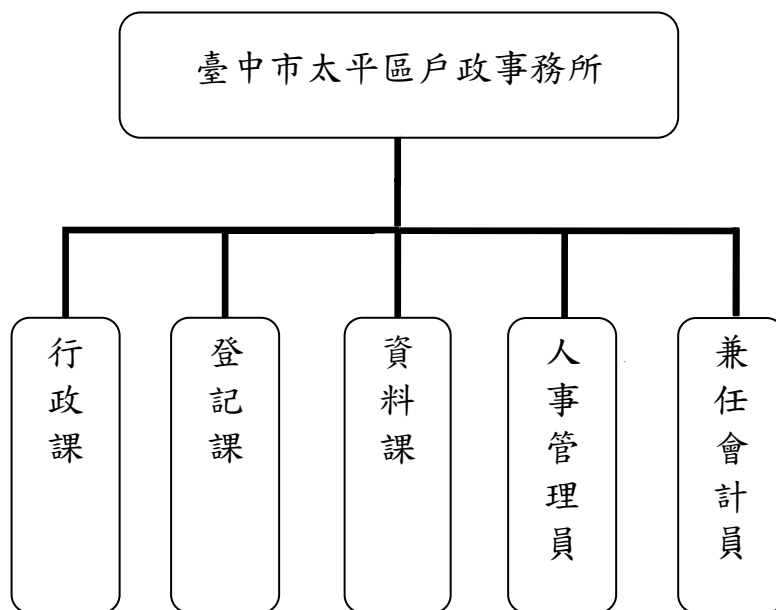 臺中市太平區戶政事務所
行政課
登記課
資料課
人事管理員
兼任會計員